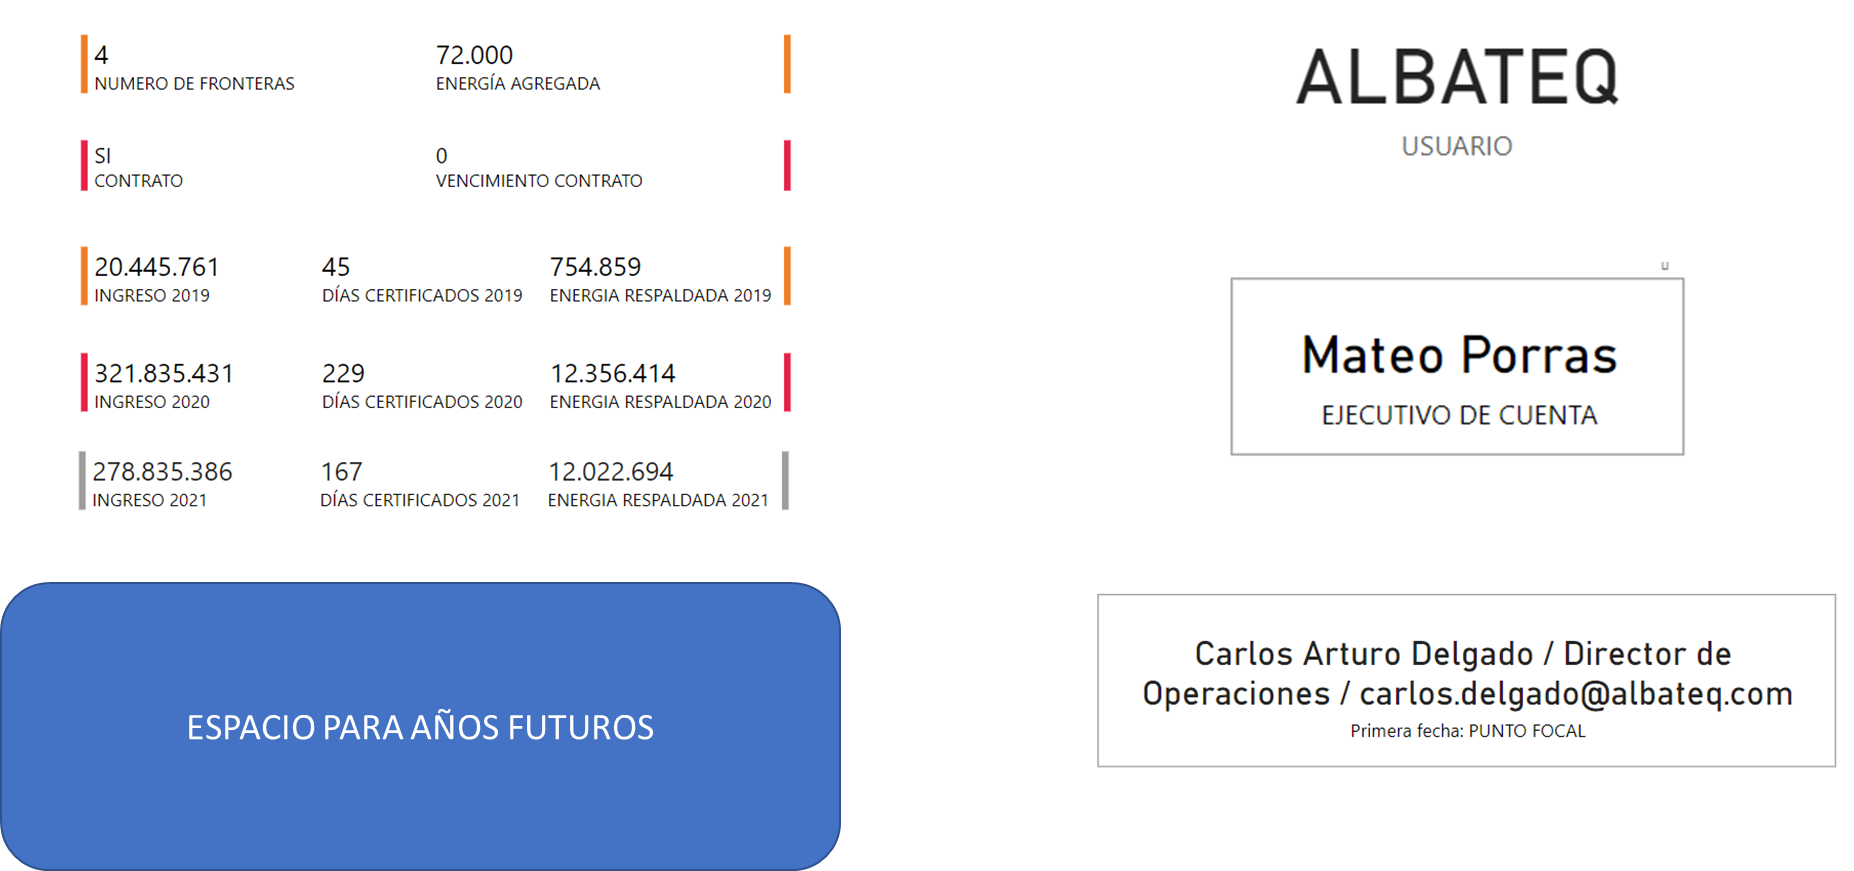 4
NUMERO DE FRONTERAS
72.000
ENERGÍA AGREGADA
SI
CONTRATO
0
VENCIMIENTO CONTRATO
20.445.761
INGRESO 2019
45
DÍAS CERTIFICADOS 2019
754.859
ENERGIA RESPALDADA 2019
321.835.431
INGRESO 2020
229
DÍAS CERTIFICADOS 2020
12.356.414
ENERGIA RESPALDADA 2020
278.835.386
INGRESO 2021
167
DÍAS CERTIFICADOS 2021
12.022.694
ENERGIA RESPALDADA 2021
ESPACIO PARA AÑOS FUTUROS
ALBATEQ
USUARIO
Mateo Porras
EJECUTIVO DE CUENTA
Carlos Arturo Delgado / Director de
Operaciones / carlos.delgado@albateq.com
Primera fecha: PUNTO FOCAL